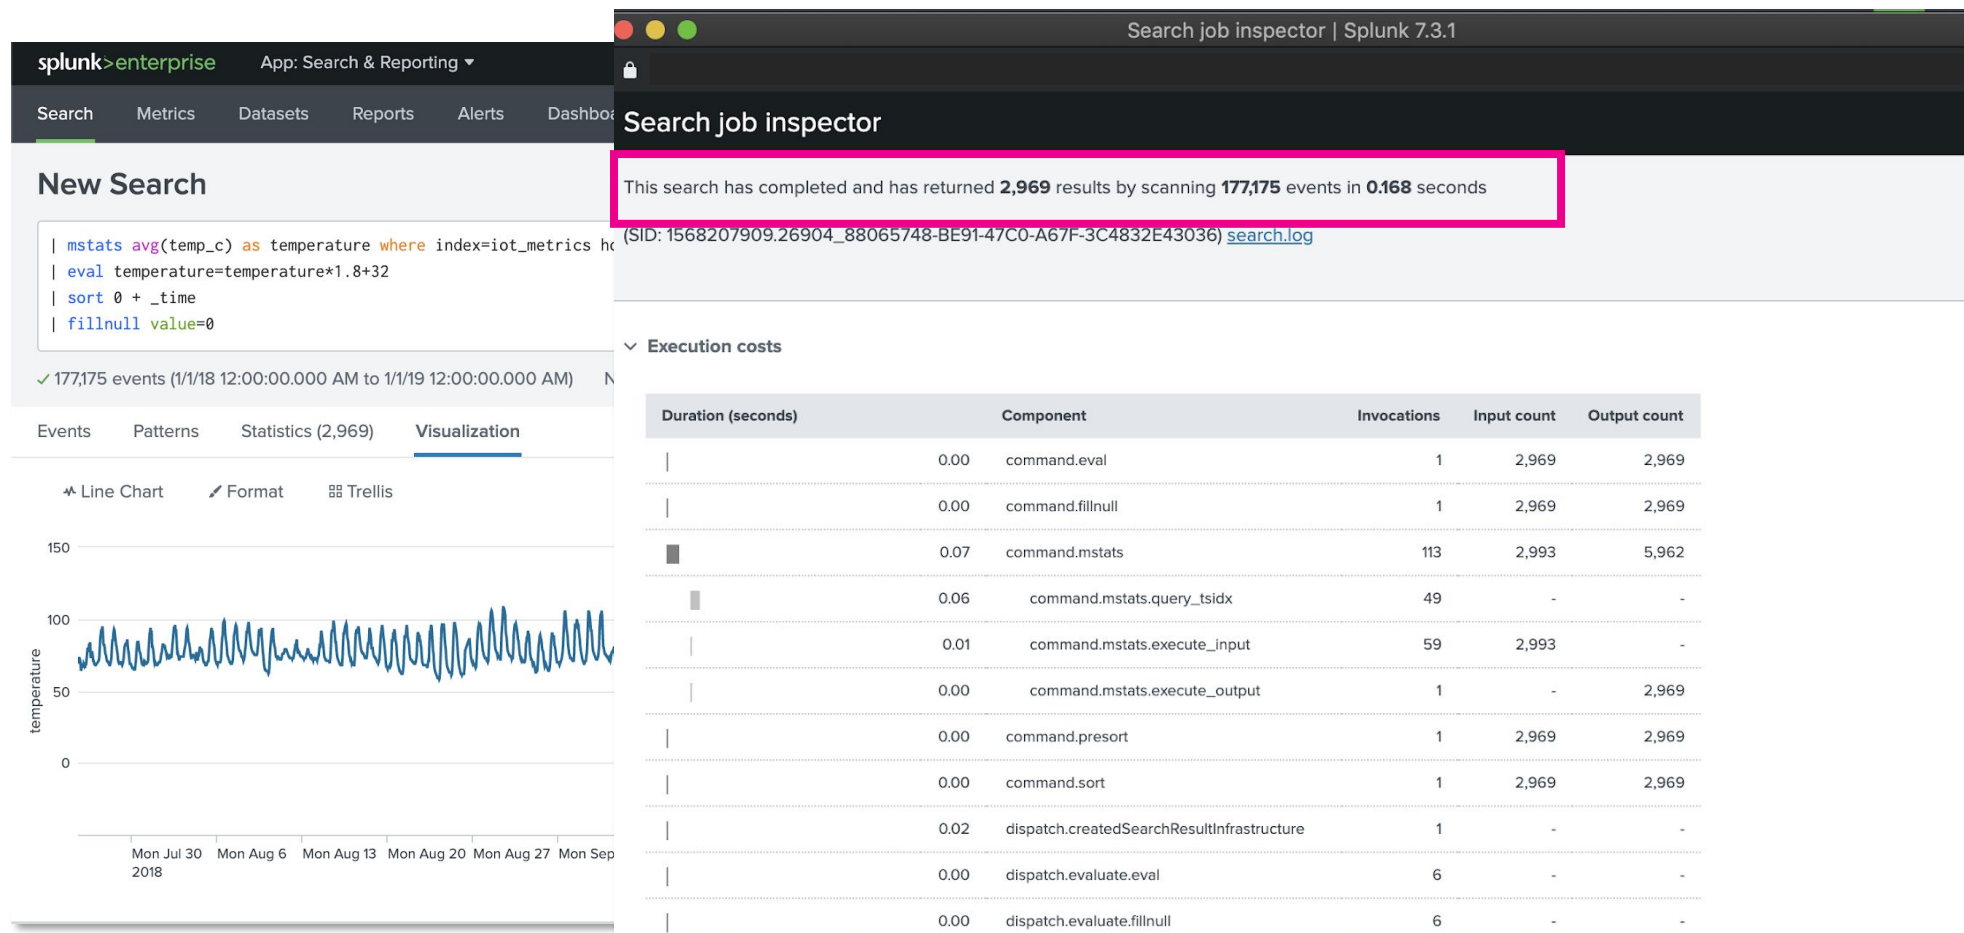 splunk>enterprise App: Search & Reporting
Search Metrics Datasets Reports Alerts
New Search
| mstats avg(temp_c) as temperature where index=iot_metrics
| eval temperature=temperature*1.8+32
| sort 0 + _time
| fillnull value=0
177,175 events (1/1/18 12:00:00.000 AM to 1/1/19 12:00:00.000 AM)
Events Patterns Statistics (2,969) Visualization
Line Chart Format Trellis
150
100
50
0
temperature
Mon Jul 30 Mon Aug 6 Mon Aug 13 Mon Aug 20 Mon Aug 27 Mon Sep
2018
Search job inspector | Splunk 7.3.1
Search job inspector
This search has completed and has returned 2,969 results by scanning 177,175 events in 0.168 seconds
(SID: 1568207909.26904_88065748-BE91-47C0-A67F-3C4832E43036) search.log
Execution costs
Duration (seconds) Component Invocations Input count Output count
0.00 command.eval 1 2,969 2,969
0.00 command.fillnull 1 2,969 2,969
0.07 command.mstats 113 2,993 5,962
0.06 command.mstats.query_tsidx 49 - -
0.01 command.mstats.execute_input 59 2,993 -
0.00 command.mstats.execute_output 1 - 2,969
0.00 command.presort 1 2,969 2,969
0.00 command.sort 1 2,969 2,969
0.02 dispatch.createdSearchResultInfrastructure 1 - -
0.00 dispatch.evaluate.eval 6 - -
0.00 dispatch.evaluate.fillnull 6 - -